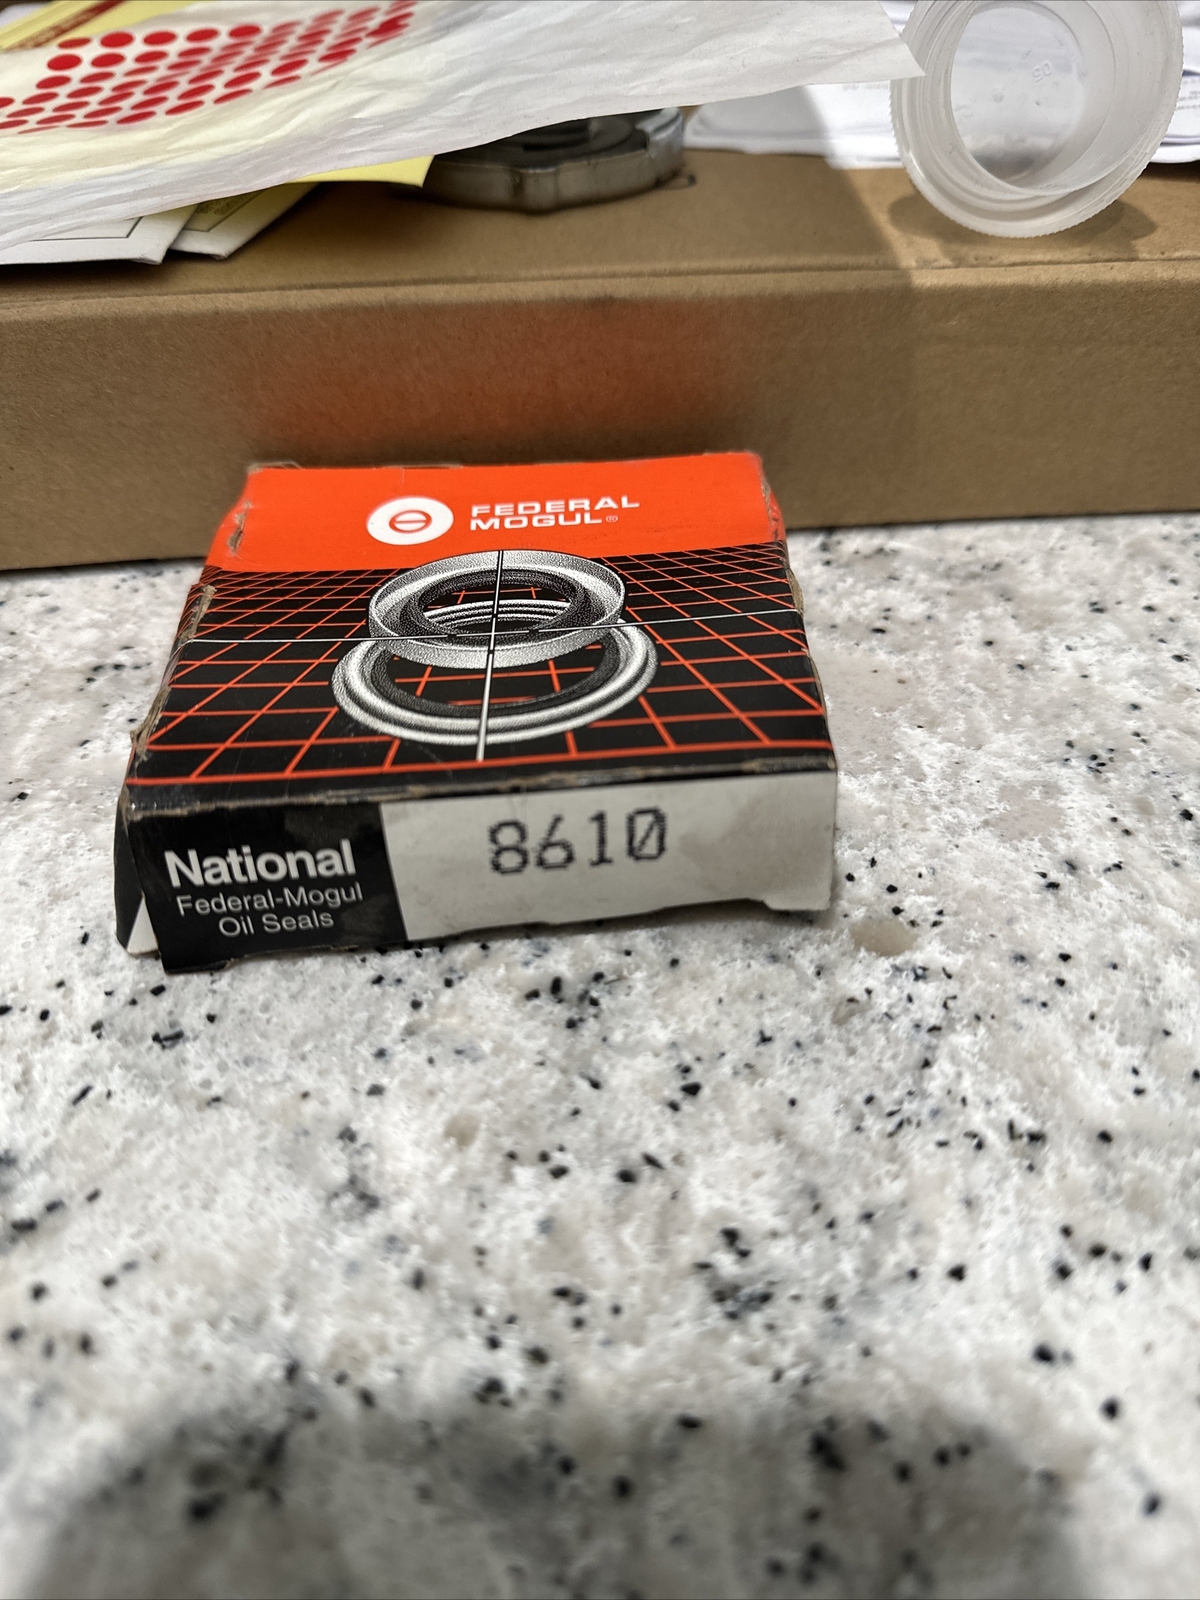 FEDERAL
MOGUL®
8610
National
Federal-Mogul
Oil Seals